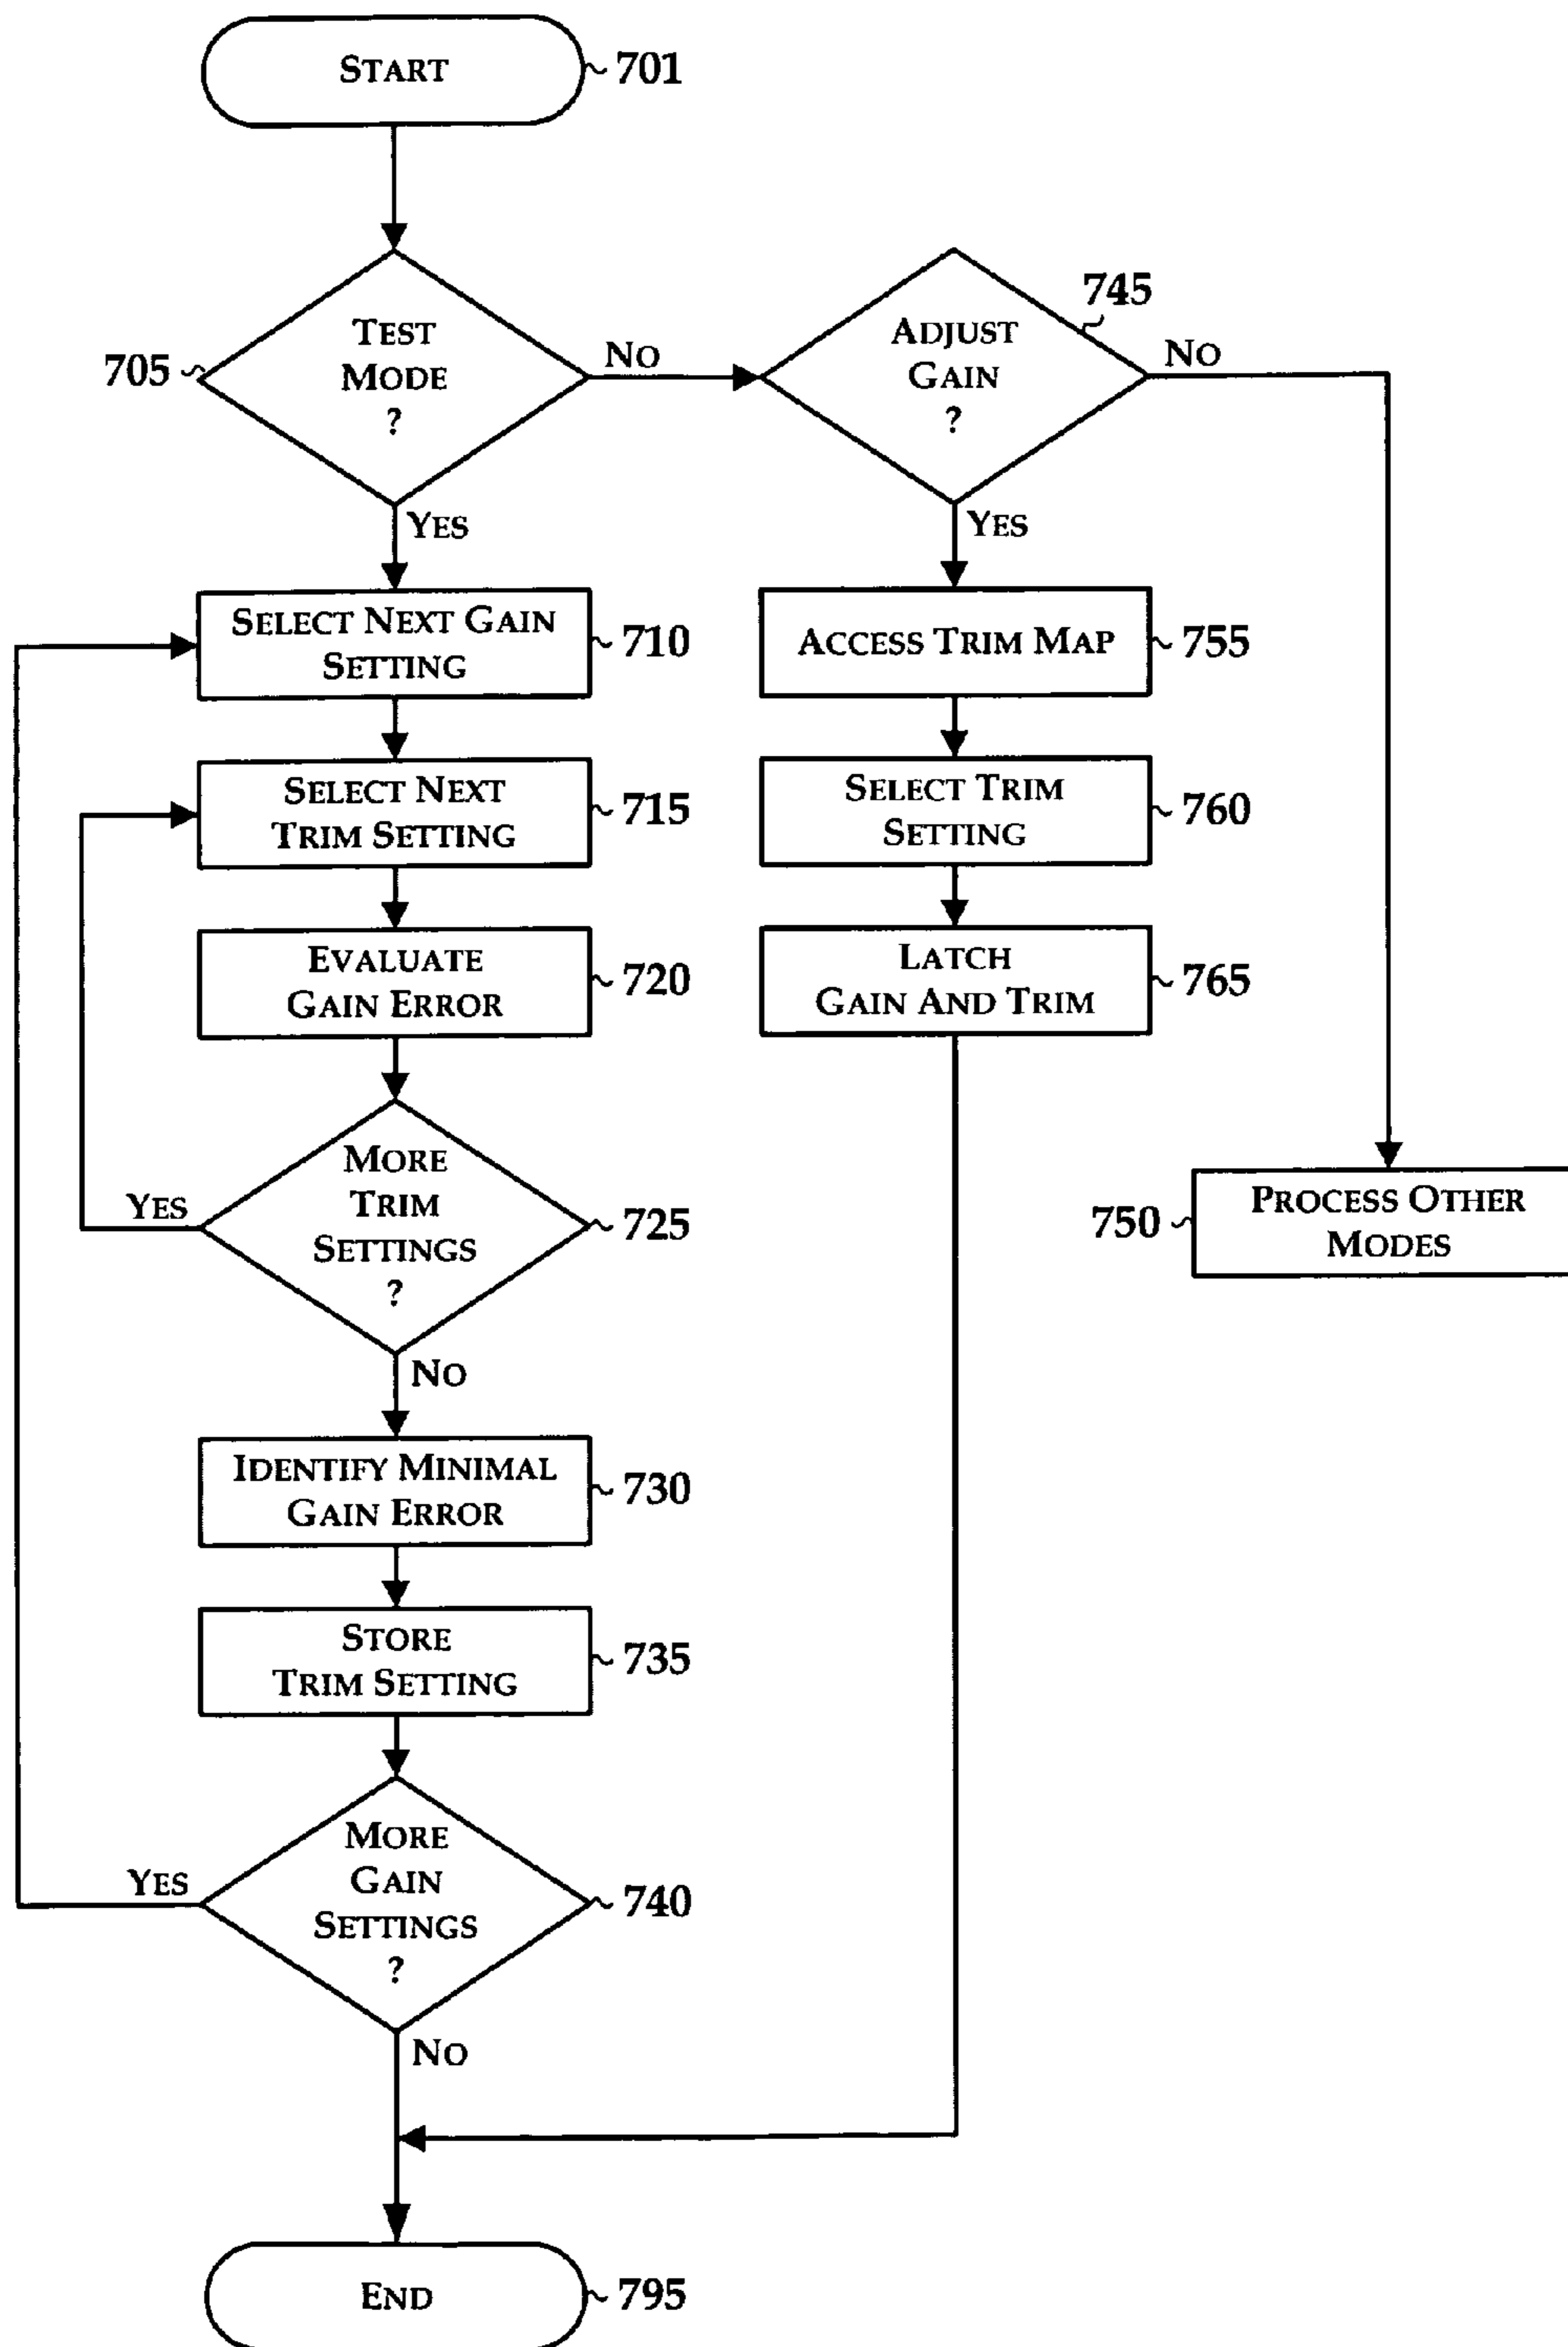 START
701
TEST
MODE
?
705
NO
YES
ADJUST
GAIN
?
745
NO
YES
SELECT NEXT GAIN
SETTING
710
ACCESS TRIM MAP
755
SELECT NEXT
TRIM SETTING
715
SELECT TRIM
SETTING
760
EVALUATE
GAIN ERROR
720
LATCH
GAIN AND TRIM
765
MORE
TRIM
SETTINGS
?
725
YES
NO
PROCESS OTHER
MODES
750
IDENTIFY MINIMAL
GAIN ERROR
730
STORE
TRIM SETTING
735
MORE
GAIN
SETTINGS
?
740
YES
NO
END
795